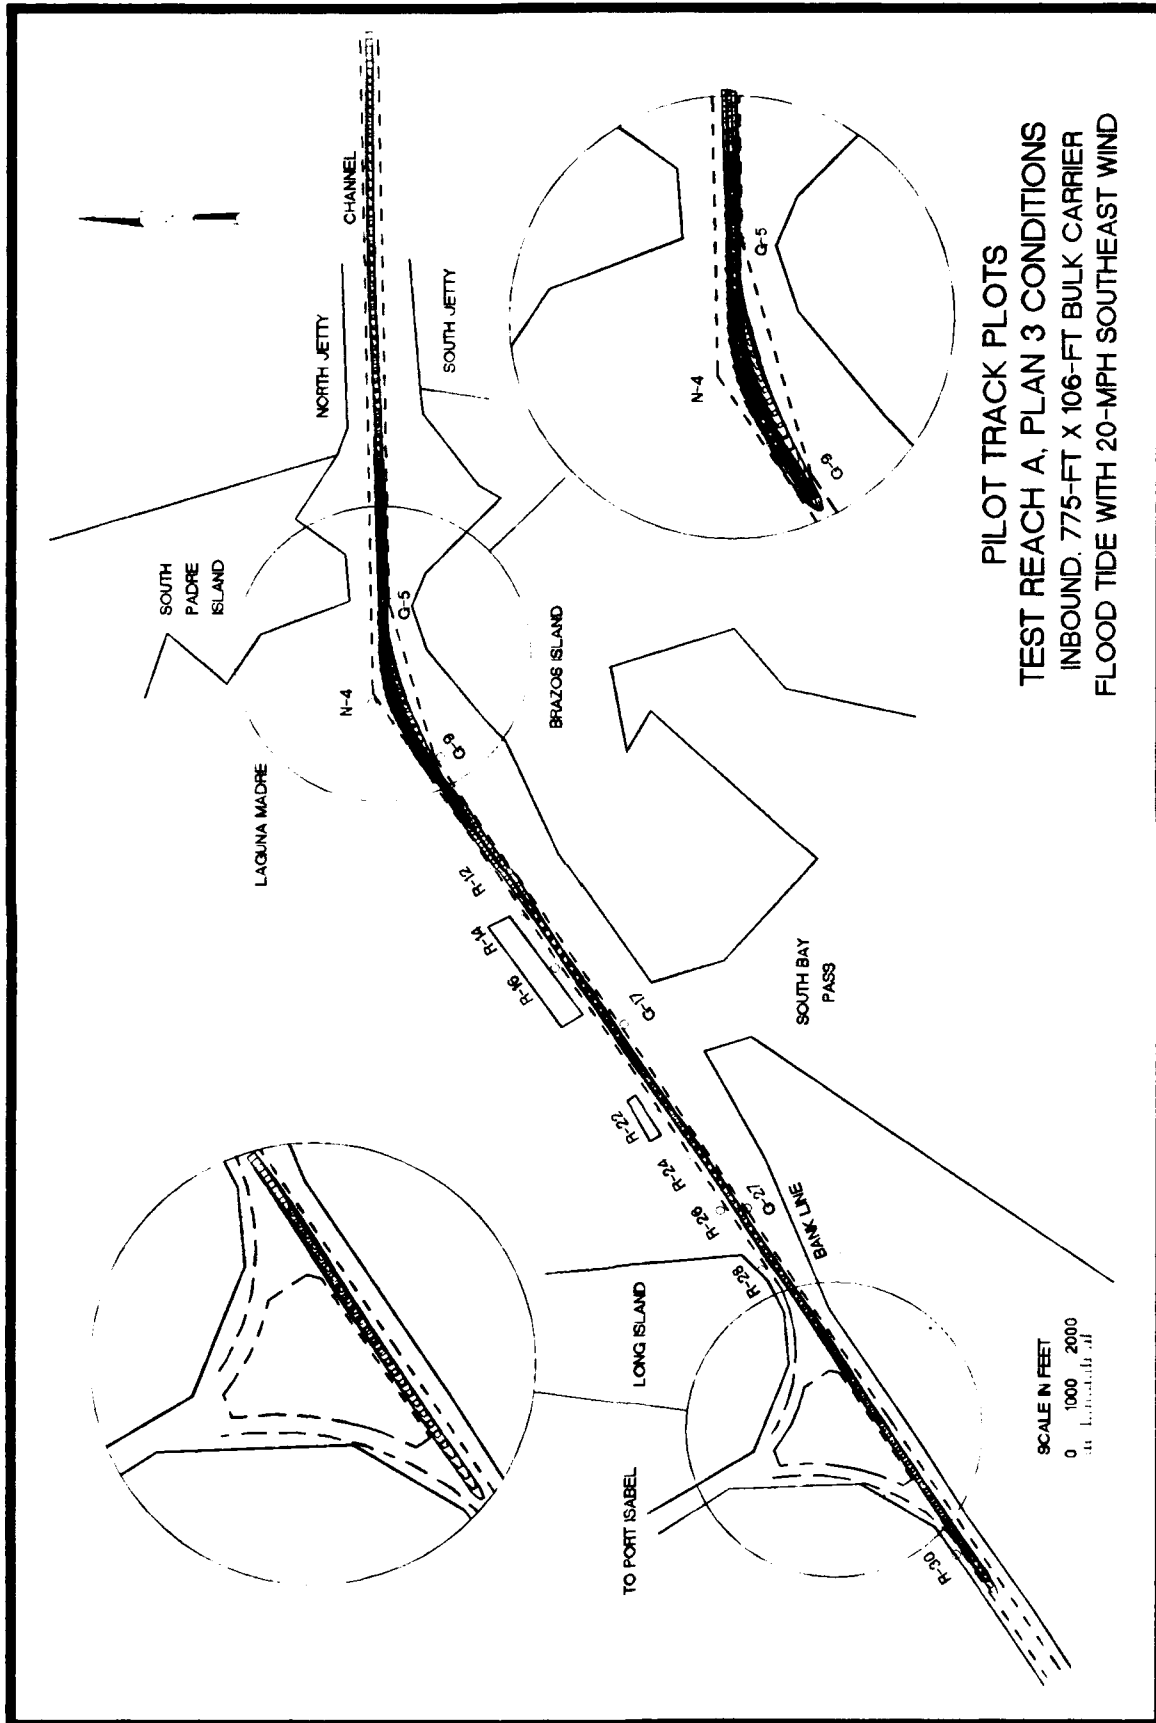 CHANNEL
NORTH JETTY
SOUTH JETTY
SOUTH
PADRE
ISLAND
N-4
G-5
G-9
LAGUNA MADRE
BRAZOS ISLAND
R-12
R-14
R-16
G-17
SOUTH BAY
PASS
R-22
R-24
R-26
G-27
R-28
BANK LINE
LONG ISLAND
TO PORT ISABEL
R-30
N-4
G-5
G-9
SCALE IN FEET
0 1000 2000
PILOT TRACK PLOTS
TEST REACH A, PLAN 3 CONDITIONS
INBOUND. 775-FT X 106-FT BULK CARRIER
FLOOD TIDE WITH 20-MPH SOUTHEAST WIND